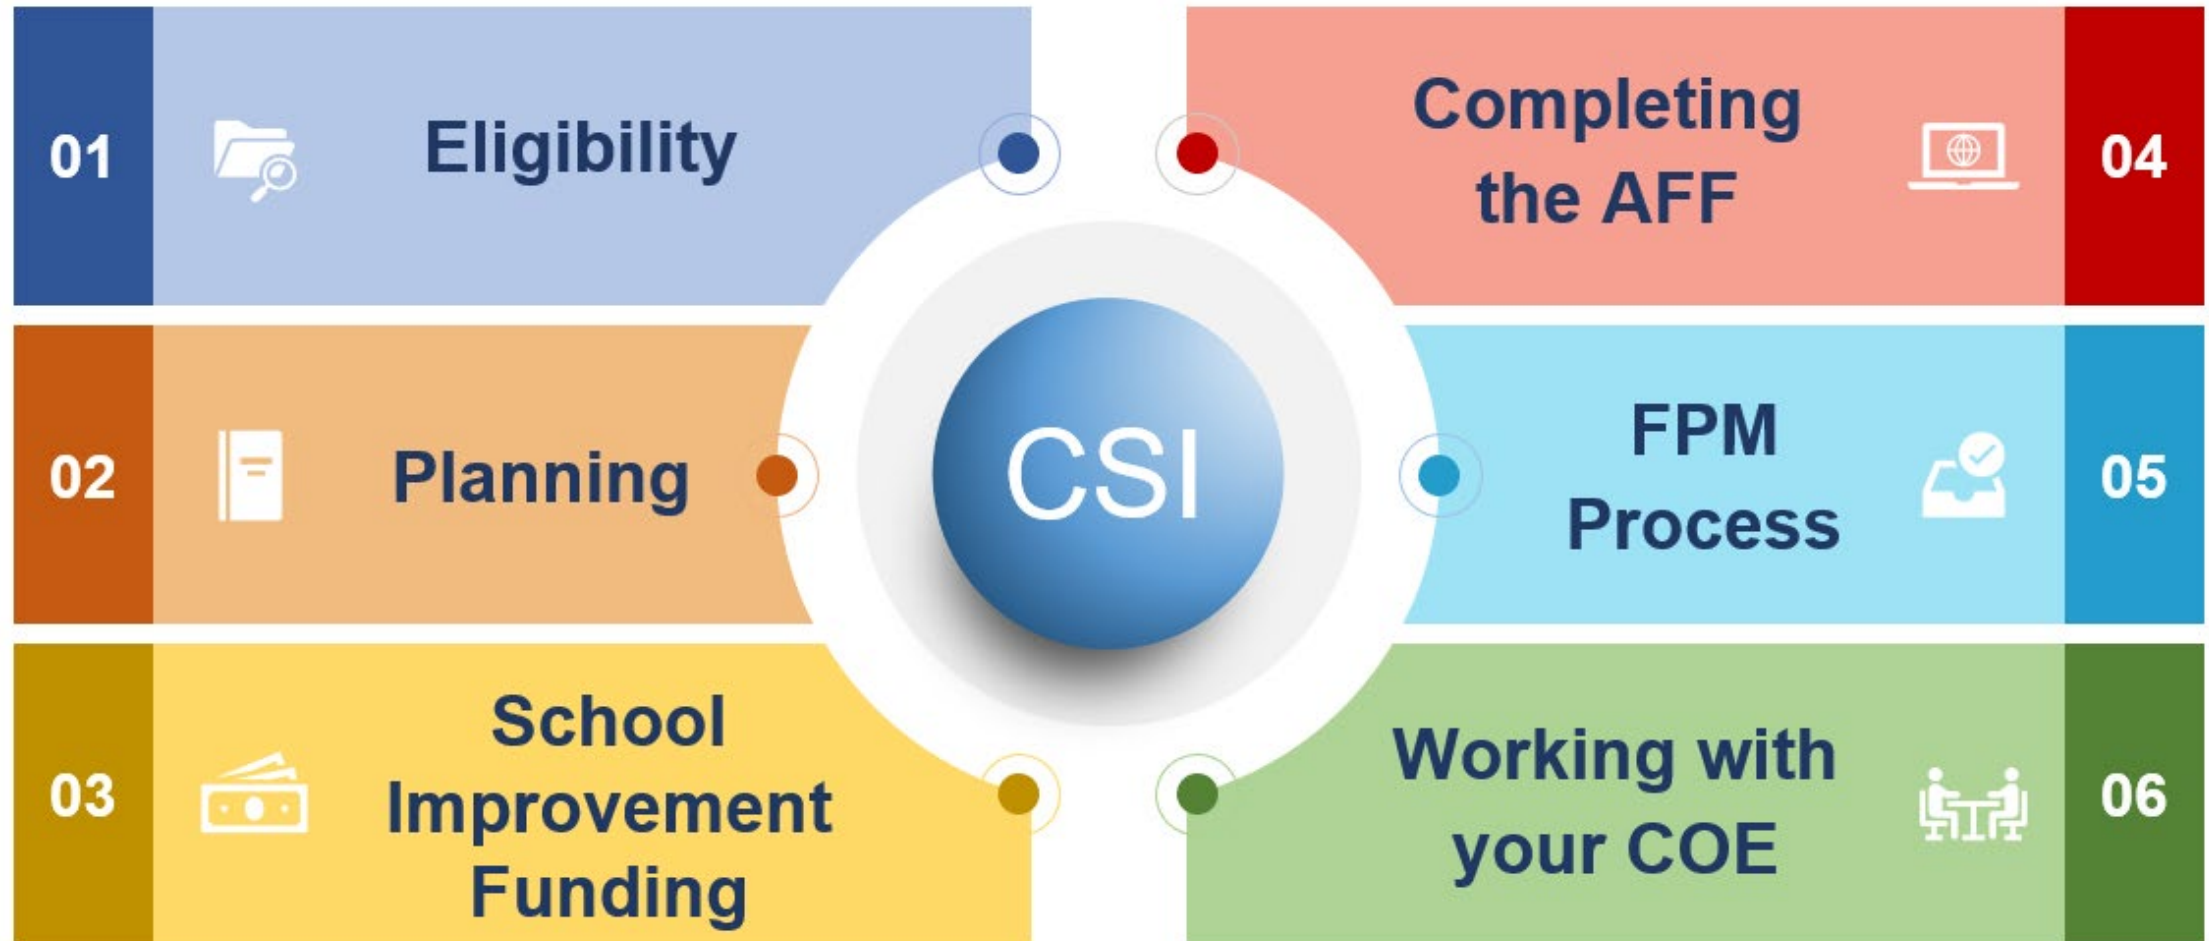 01
Eligibility
02
Planning
03
School
Improvement
Funding
CSI
Completing
the AFF
04
FPM
Process
05
Working with
your COE
06